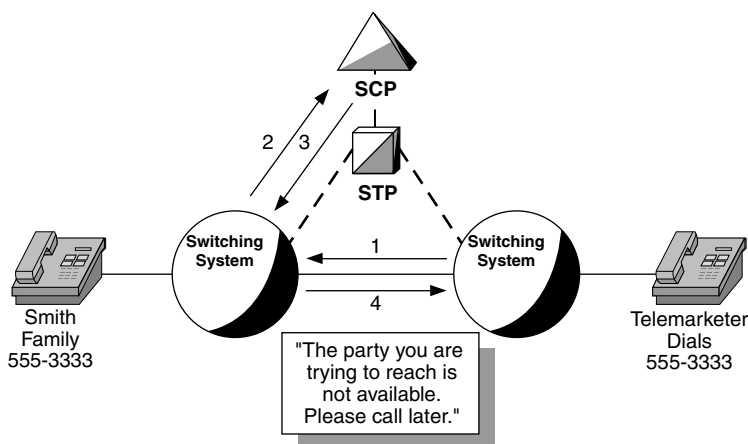 SCP
2
3
STP
Switching
System
1
Switching
System
4
Smith
Family
555-3333
Telemarketer
Dials
555-3333
"The party you are
trying to reach is
not available.
Please call later."